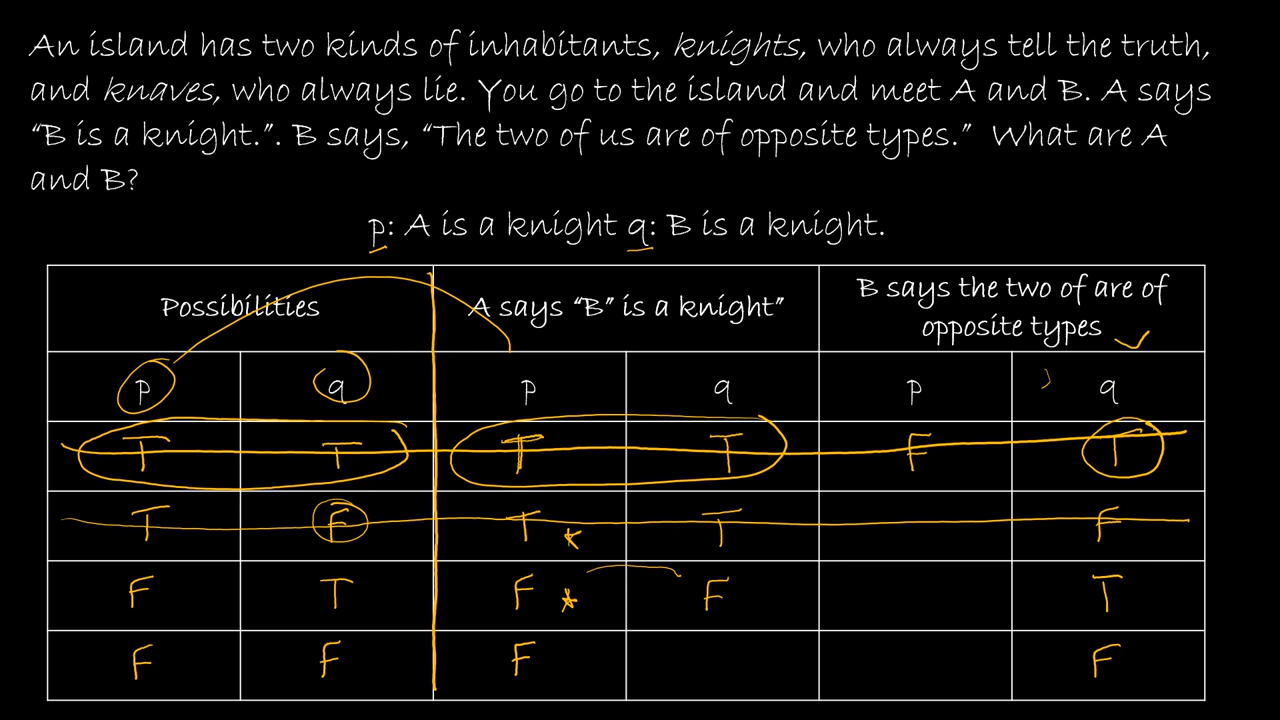 An island has two kinds of inhabitants, knights, who always tell the truth,
and knaves, who always lie. You go to the island and meet A and B. A says
“B is a knight.”. B says, “The two of us are of opposite types.” What are A
and B?
p: A is a knight q: B is a knight.
Possibilities A says “B” is a knight” B says the two of are of
opposite types
p q p q p q
T T T T F T
T F T T F
F T F F T
F F F F